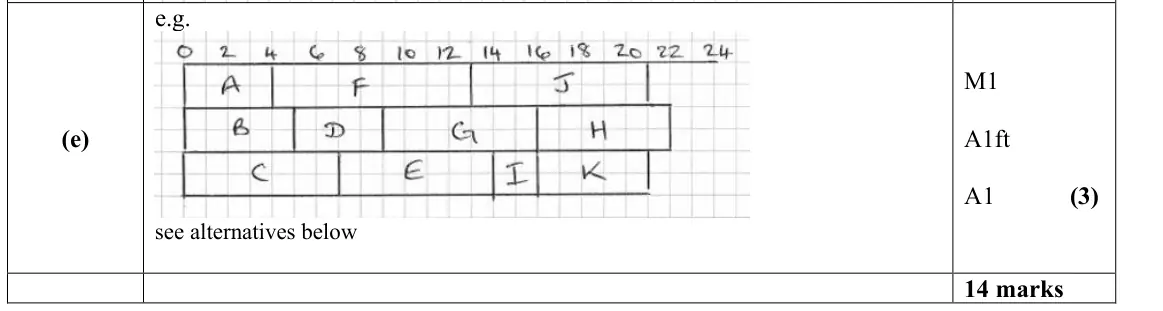 e.g.
0 2 4 6 8 10 12 14 16 18 20 22 24
A F J
B D G H
C E I K
see alternatives below
(e)
M1
A1ft
A1 (3)
14 marks